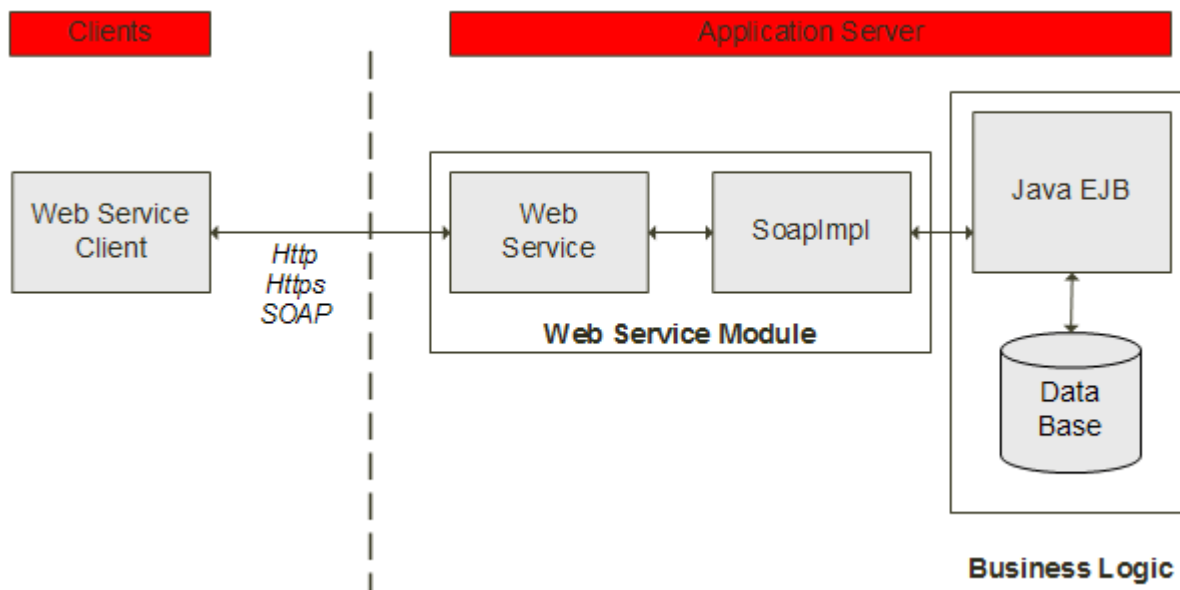 Clients
Application Server
Web Service
Client
Http
Https
SOAP
Web
Service
SoapImpl
Web Service Module
Java EJB
Data
Base
Business Logic